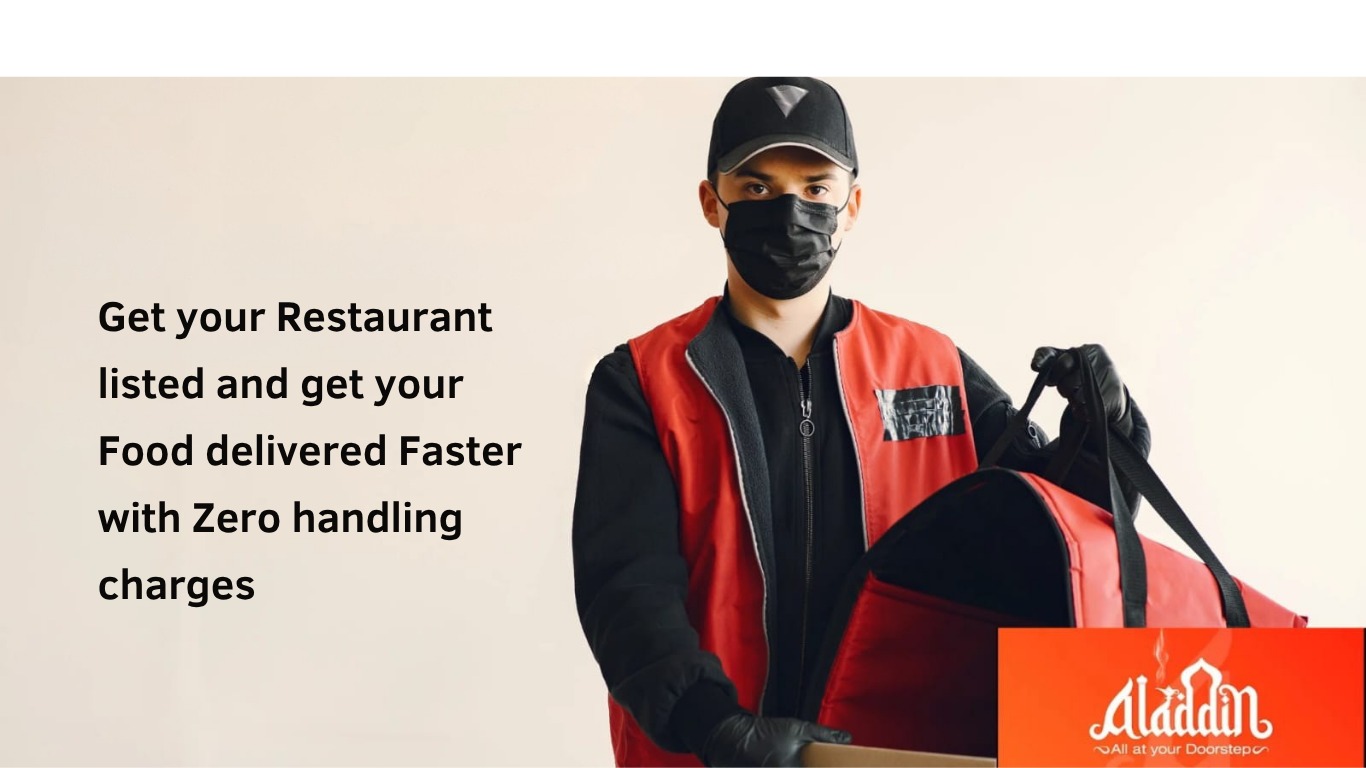 Get your Restaurant
listed and get your
Food delivered Faster
with Zero handling
charges
Aladdin
All at your Doorstep